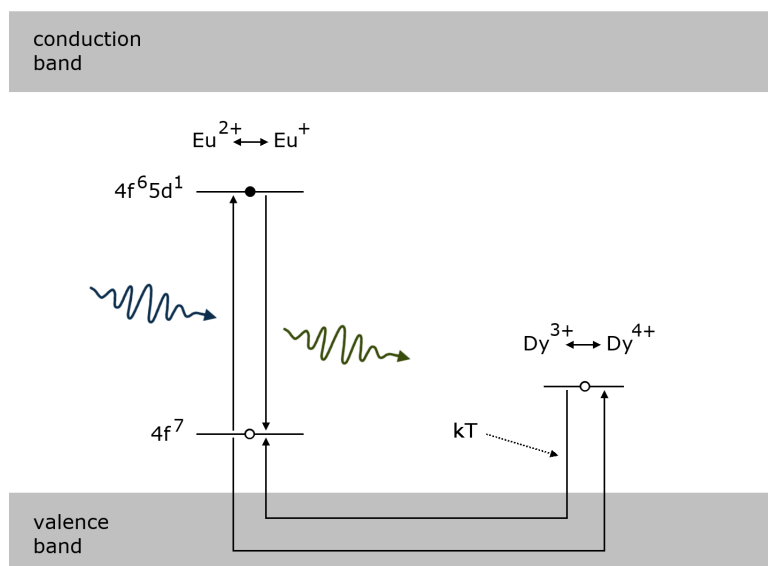 conduction
band
Eu²⁺ ↔ Eu⁺
4f⁶5d¹
Dy³⁺ ↔ Dy⁴⁺
4f⁷
kT
valence
band